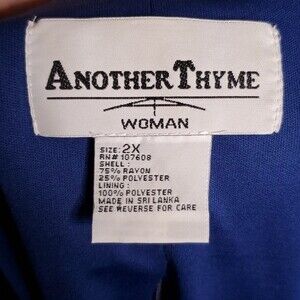 ANOTHER THYME
WOMAN
SIZE: 2X
RN# 107608
SHELL :
75% RAYON
25% POLYESTER
LINING :
100% POLYESTER
MADE IN SRI LANKA
SEE REVERSE FOR CARE